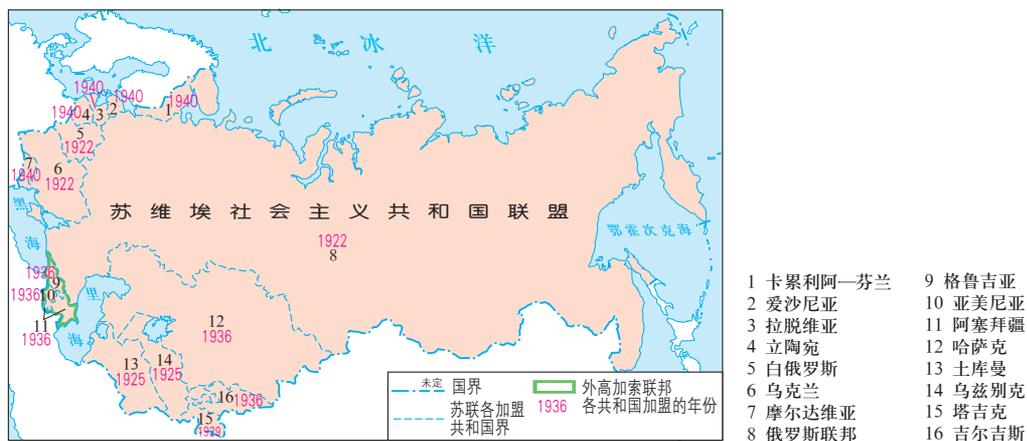 北冰洋
1940
1940
1940
1940
4 3 2
1
5
1922
7
1940
6
1922
苏维埃社会主义共和国联盟
1922
8
黑海
鄂霍次克海
里海
1936
9
1936
10
11
1936
12
1936
13
1925
14
1925
16 1936
15
1929
未定 国界
苏联各加盟
共和国界
外高加索联邦
1936 各共和国加盟的年份
1 卡累利阿—芬兰
2 爱沙尼亚
3 拉脱维亚
4 立陶宛
5 白俄罗斯
6 乌克兰
7 摩尔达维亚
8 俄罗斯联邦
9 格鲁吉亚
10 亚美尼亚
11 阿塞拜疆
12 哈萨克
13 土库曼
14 乌兹别克
15 塔吉克
16 吉尔吉斯